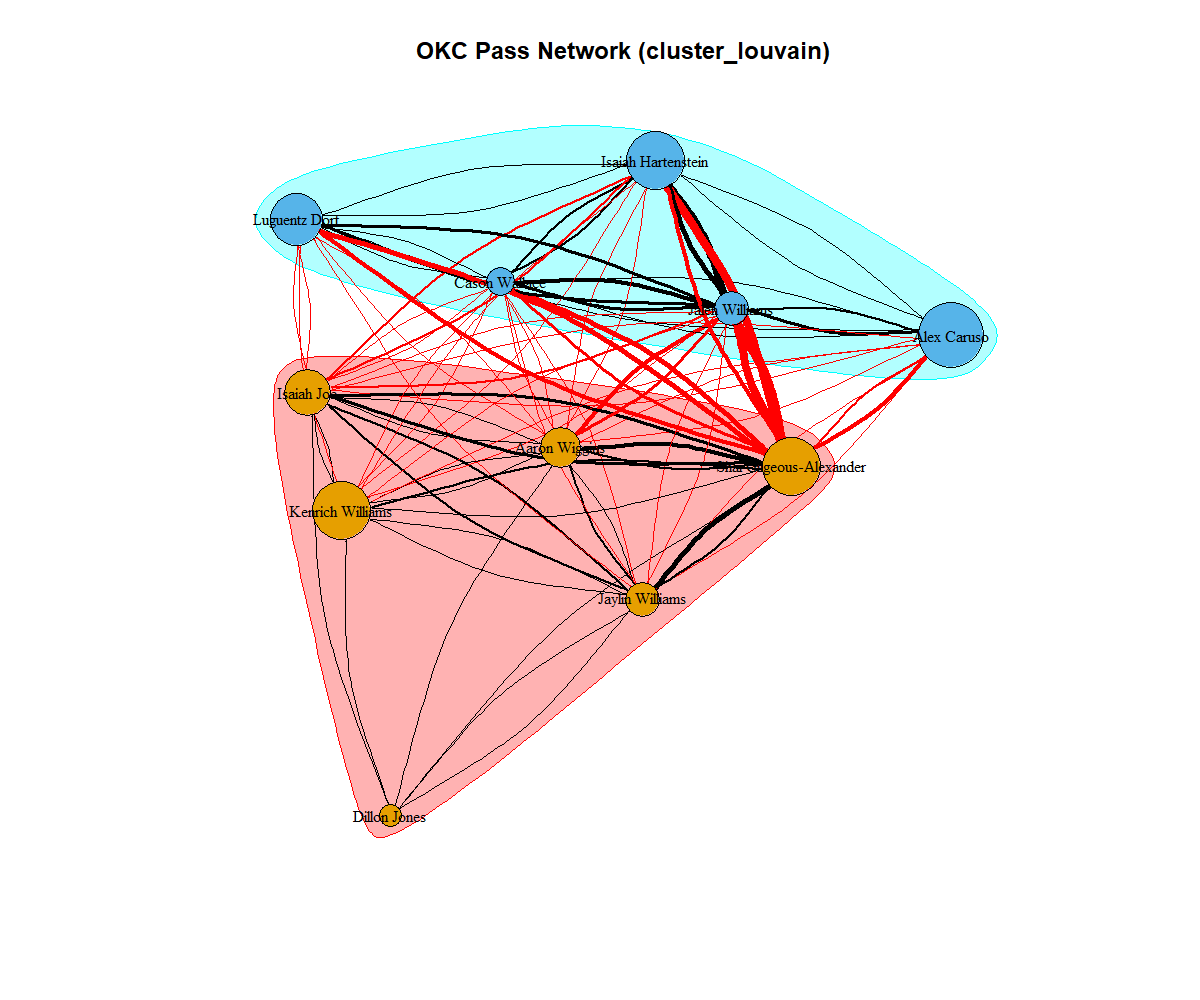 OKC Pass Network (cluster_louvain)
Isaiah Hartenstein
Luguentz Dort
Cason Wallace
Jalen Williams
Alex Caruso
Isaiah Joe
Aaron Wiggins
Shai Gilgeous-Alexander
Kenrich Williams
Jaylin Williams
Dillon Jones